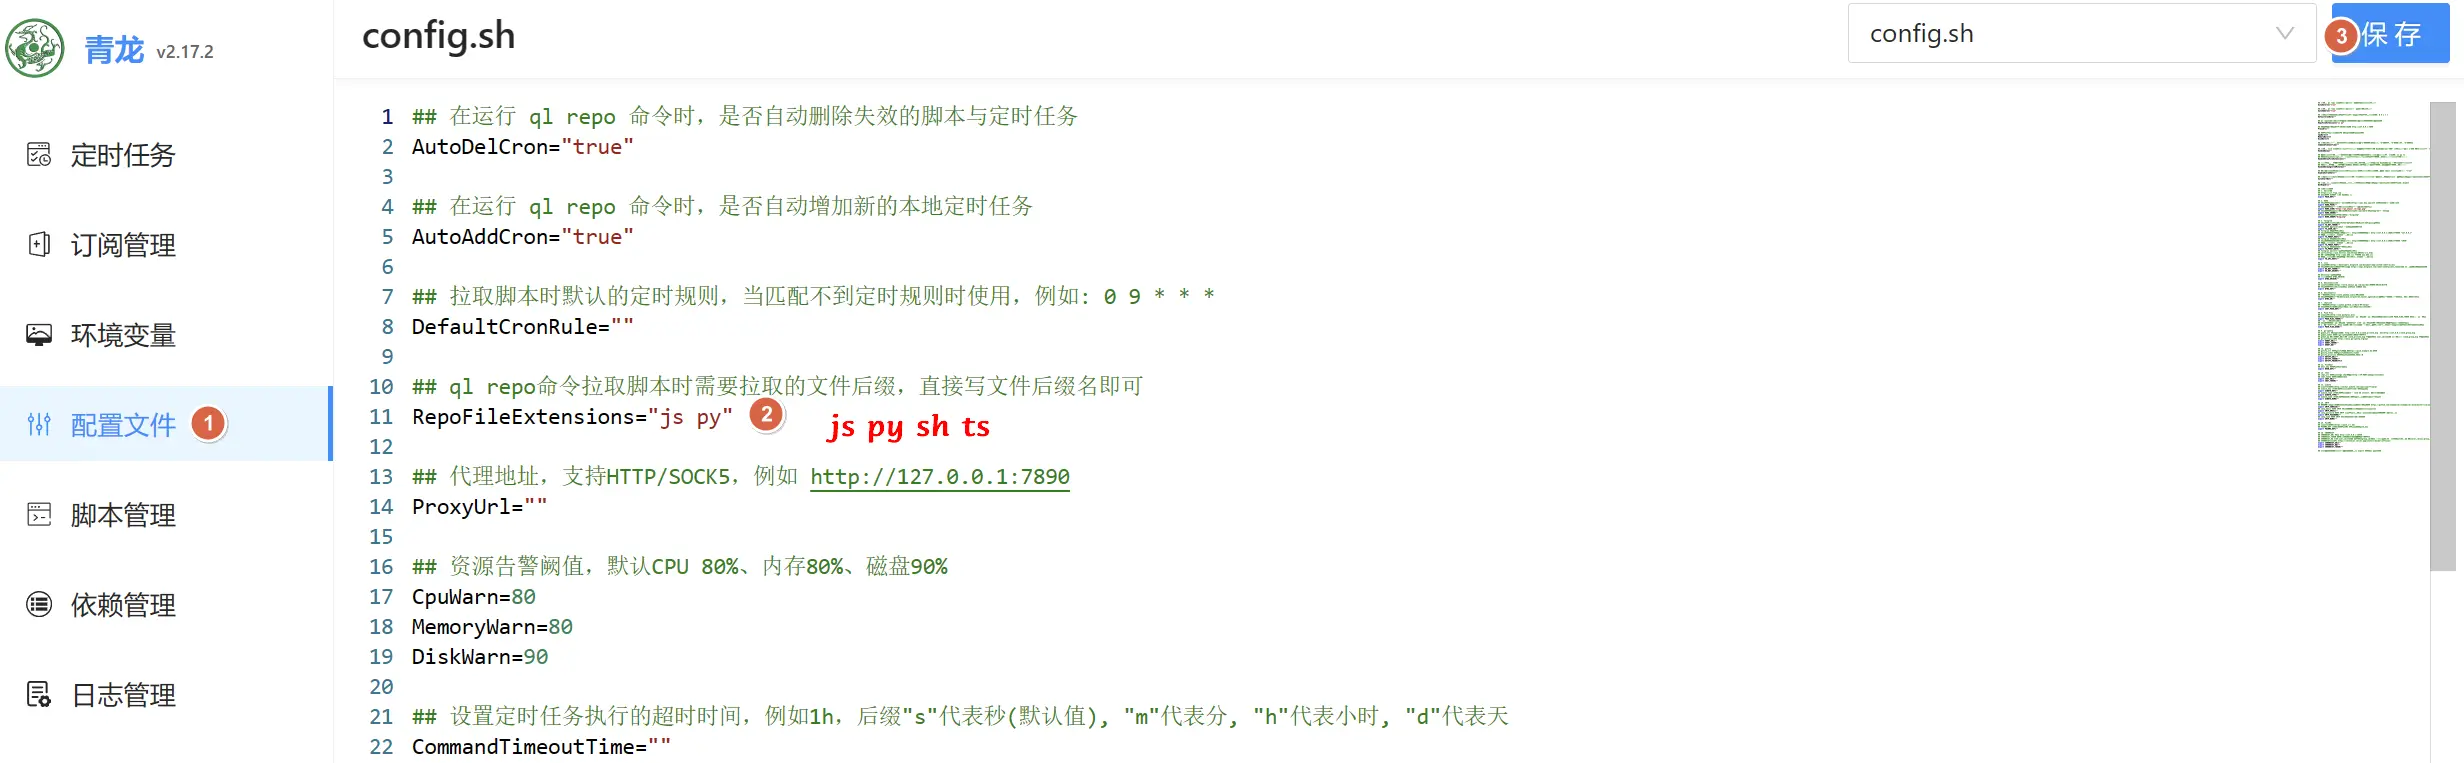 青龙 v2.17.2
定时任务
订阅管理
环境变量
配置文件 1
脚本管理
依赖管理
日志管理
config.sh
config.sh
3 保 存
1 ## 在运行 ql repo 命令时，是否自动删除失效的脚本与定时任务
2 AutoDelCron="true"
3
4 ## 在运行 ql repo 命令时，是否自动增加新的本地定时任务
5 AutoAddCron="true"
6
7 ## 拉取脚本时默认的定时规则，当匹配不到定时规则时使用，例如: 0 9 * * *
8 DefaultCronRule=""
9
10 ## ql repo命令拉取脚本时需要拉取的文件后缀，直接写文件后缀名即可
11 RepoFileExtensions="js py" 2 js py sh ts
12
13 ## 代理地址，支持HTTP/SOCK5，例如 http://127.0.0.1:7890
14 ProxyUrl=""
15
16 ## 资源告警阙值，默认CPU 80%、内存80%、磁盘90%
17 CpuWarn=80
18 MemoryWarn=80
19 DiskWarn=90
20
21 ## 设置定时任务执行的超时时间，例如1h，后缀"s"代表秒(默认值), "m"代表分, "h"代表小时, "d"代表天
22 CommandTimeoutTime=""